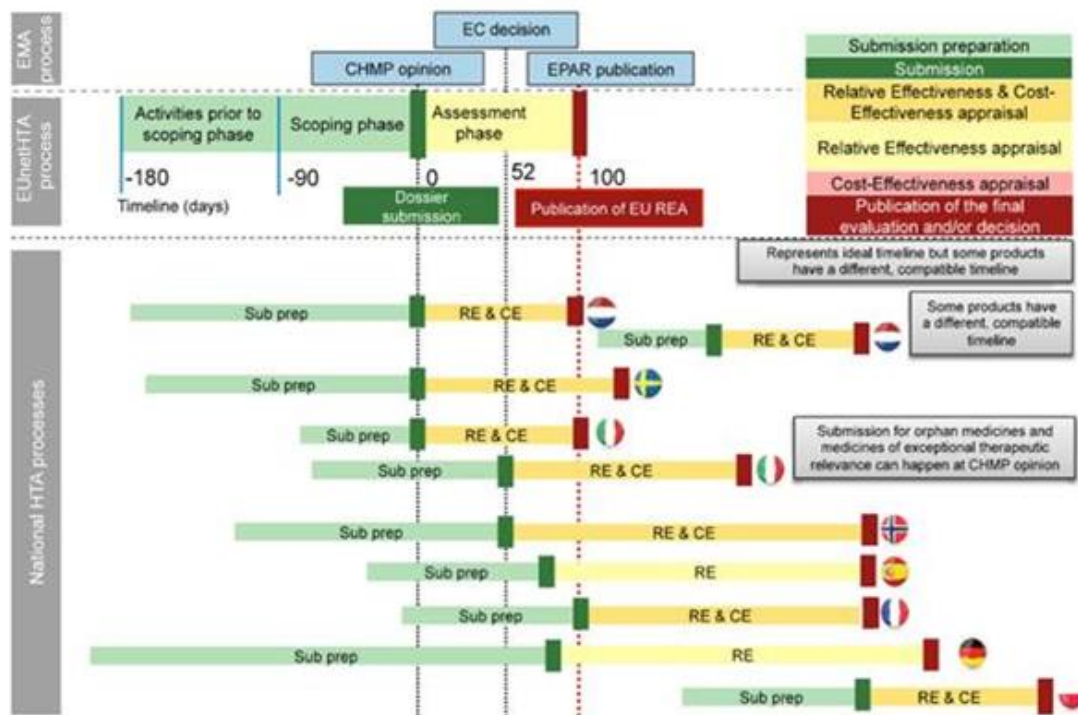 EMA
process
EC decision
CHMP opinion
EPAR publication
Submission preparation
Submission
Relative Effectiveness & Cost-
Effectiveness appraisal
Relative Effectiveness appraisal
Cost-Effectiveness appraisal
Publication of the final
evaluation and/or decision
EUnetHTA
process
Activities prior to
scoping phase
Scoping phase
Assessment
phase
-180
-90
0
52
100
Timeline (days)
Dossier
submission
Publication of EU REA
Represents ideal timeline but some products
have a different, compatible timeline
National HTA processes
Sub prep
RE & CE
Some products have
a different, compatible
timeline
Sub prep
RE & CE
Sub prep
RE & CE
Sub prep
RE & CE
Submission for orphan medicines and
medicines of exceptional therapeutic
relevance can happen at CHMP opinion
Sub prep
RE & CE
Sub prep
RE & CE
Sub prep
RE
Sub prep
RE & CE
Sub prep
RE
Sub prep
RE & CE